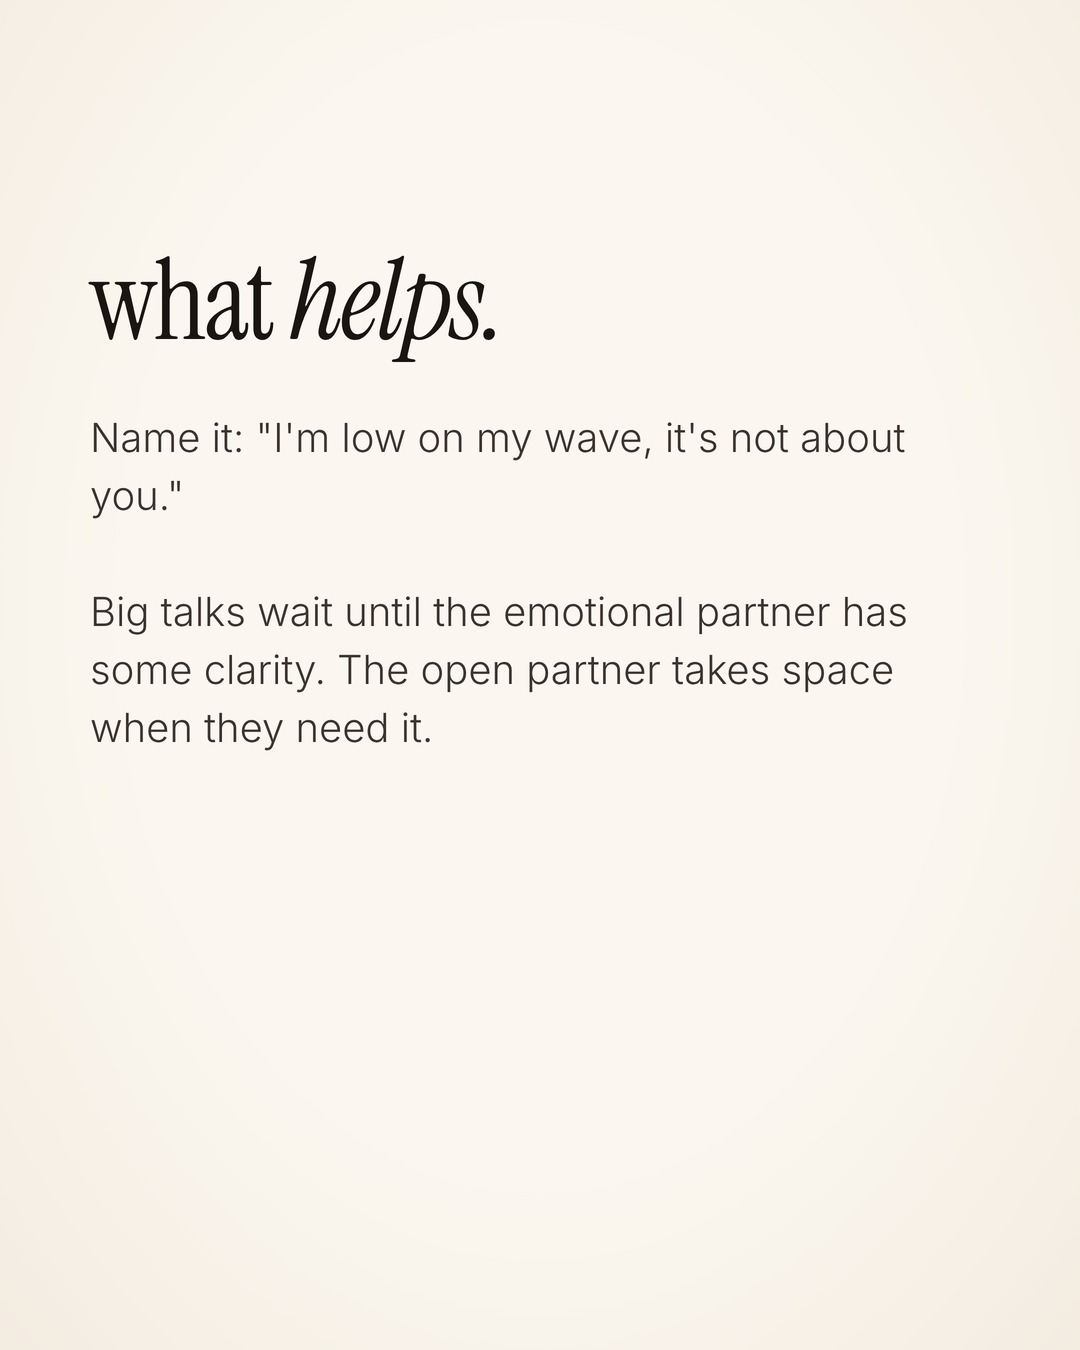 what helps.
Name it: "I'm low on my wave, it's not about
you."
Big talks wait until the emotional partner has
some clarity. The open partner takes space
when they need it.